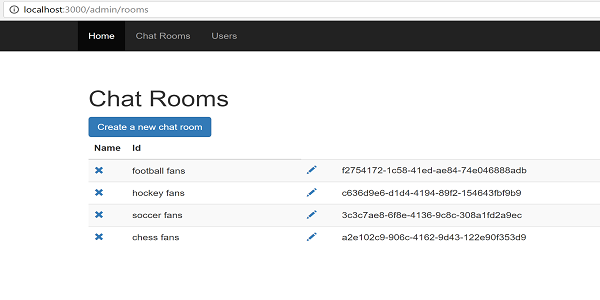 localhost:3000/admin/rooms
Home Chat Rooms Users
Chat Rooms
Create a new chat room
Name Id
football fans f2754172-1c58-41ed-ae84-74e046888adb
hockey fans c636d9e6-d1d4-4194-89f2-154643fbf9b9
soccer fans 3c3c7ae8-6f8e-4136-9c8c-308a1fd2a9ec
chess fans a2e102c9-906c-4162-9d43-122e90f353d9